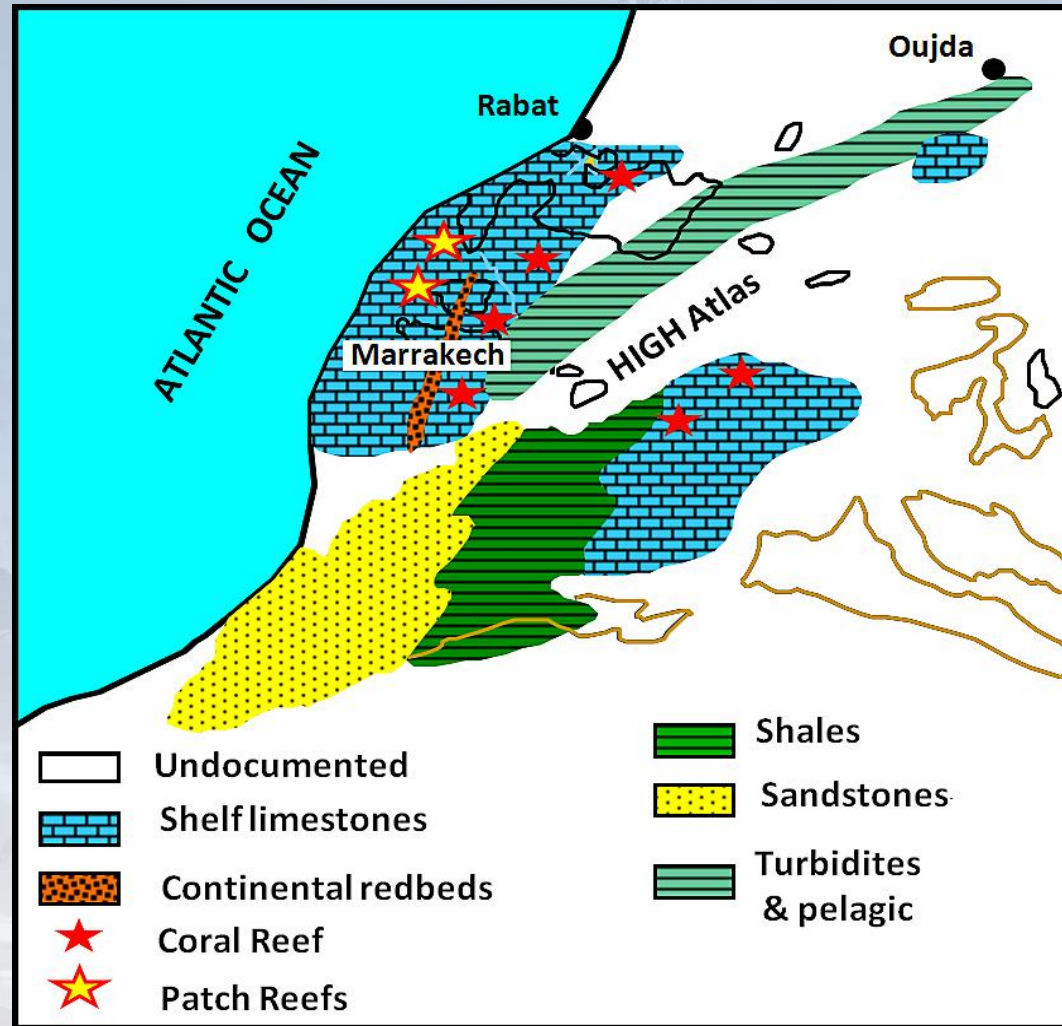 Oujda
Rabat
ATLANTIC OCEAN
HIGH Atlas
Marrakech
Undocumented
Shelf limestones
Continental redbeds
Coral Reef
Patch Reefs
Shales
Sandstones
Turbidites
& pelagic